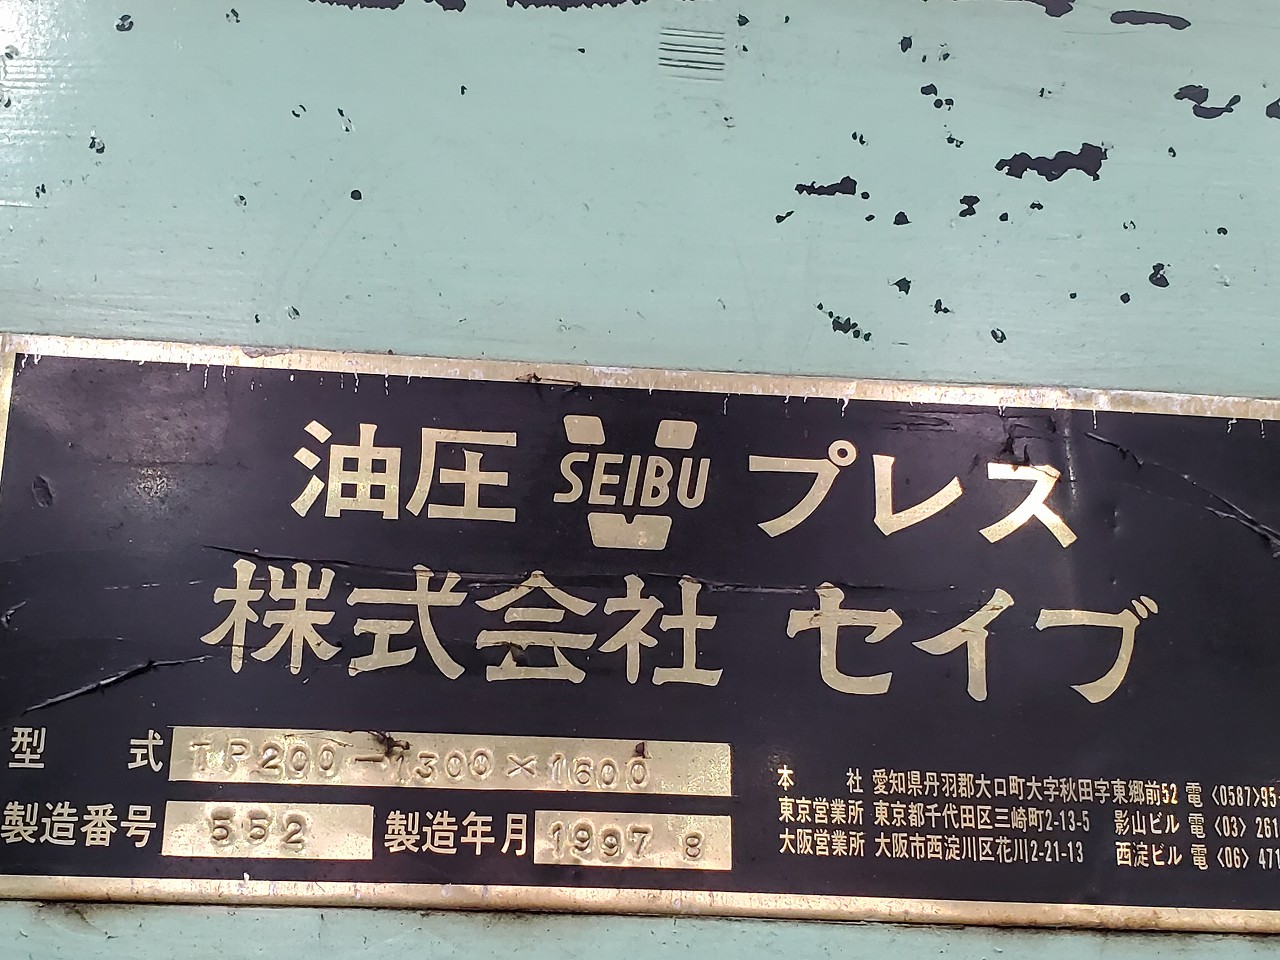 油圧 SEIBU プレス
株式会社 セイブ
型式 TP200-1300×1600
製造番号 552 製造年月 1997 8
本社 愛知県丹羽郡大口町大字秋田字東郷前52 電〈0587〉95
東京営業所 東京都千代田区三崎町2-13-5 影山ビル 電〈03〉261
大阪営業所 大阪市西淀川区花川2-21-13 西淀ビル 電〈06〉471